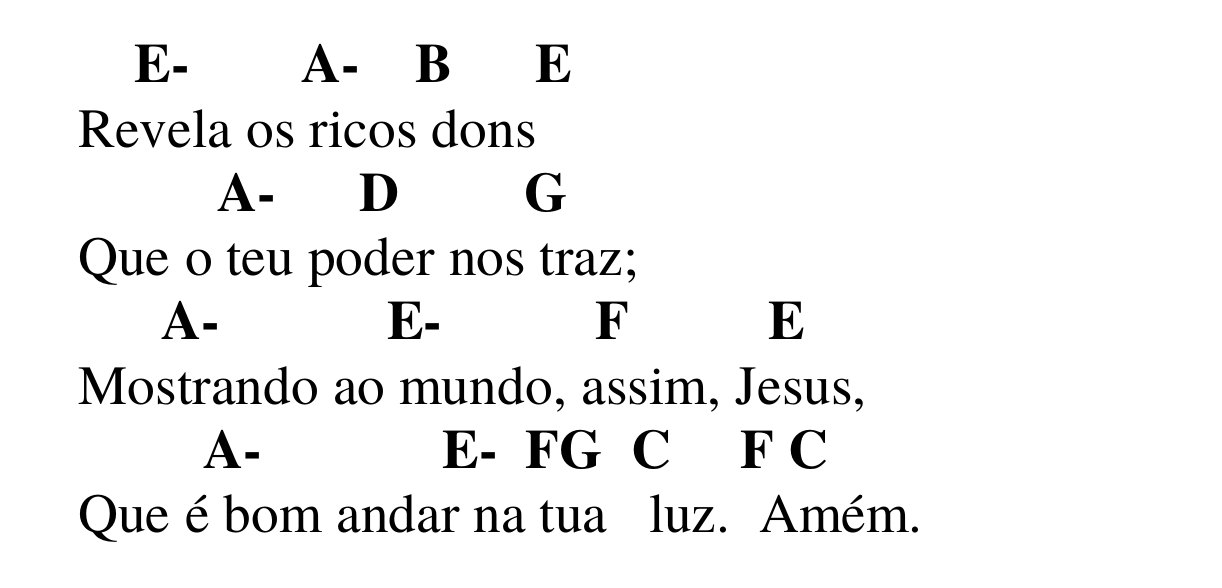 E- A- B E
Revela os ricos dons
A- D G
Que o teu poder nos traz;
A- E- F E
Mostrando ao mundo, assim, Jesus,
A- E- FG C F C
Que é bom andar na tua luz. Amém.